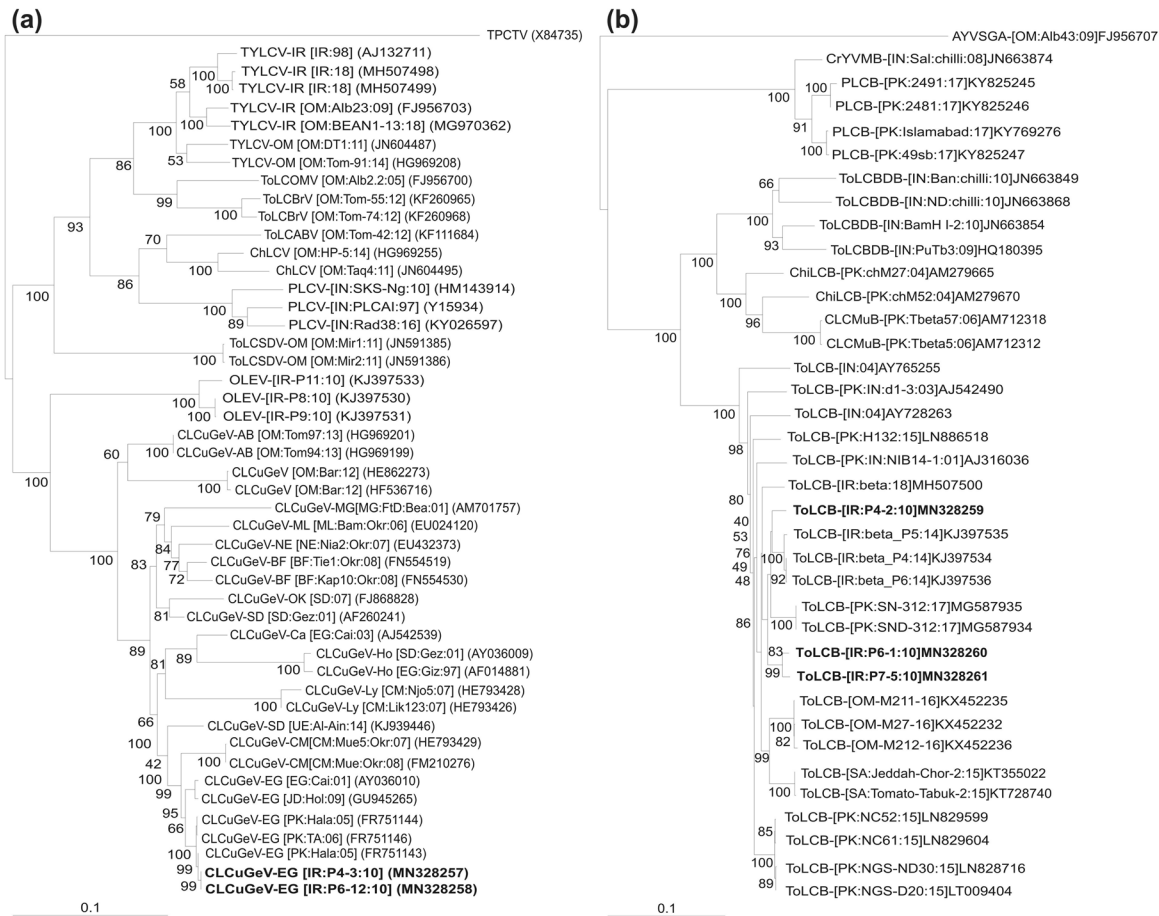 (a)
TPCTV (X84735)
TYLCV-IR [IR:98] (AJ132711)
TYLCV-IR [IR:18] (MH507498)
TYLCV-IR [IR:18] (MH507499)
TYLCV-IR [OM:Alb23:09] (FJ956703)
TYLCV-IR [OM:BEAN1-13:18] (MG970362)
TYLCV-OM [OM:DT1:11] (JN604487)
TYLCV-OM [OM:Tom-91:14] (HG969208)
ToLCOMV [OM:Alb2.2:05] (FJ956700)
ToLCBrV [OM:Tom-55:12] (KF260965)
ToLCBrV [OM:Tom-74:12] (KF260968)
ToLCABV [OM:Tom-42:12] (KF111684)
ChLCV [OM:HP-5:14] (HG969255)
ChLCV [OM:Taq4:11] (JN604495)
PLCV-[IN:SKS-Ng:10] (HM143914)
PLCV-[IN:PLCAI:97] (Y15934)
PLCV-[IN:Rad38:16] (KY026597)
ToLCSDV-OM [OM:Mir1:11] (JN591385)
ToLCSDV-OM [OM:Mir2:11] (JN591386)
OLEV-[IR-P11:10] (KJ397533)
OLEV-[IR-P8:10] (KJ397530)
OLEV-[IR-P9:10] (KJ397531)
CLCuGeV-AB [OM:Tom97:13] (HG969201)
CLCuGeV-AB [OM:Tom94:13] (HG969199)
CLCuGeV [OM:Bar:12] (HE862273)
CLCuGeV [OM:Bar:12] (HF536716)
CLCuGeV-MG[MG:FtD:Bea:01] (AM701757)
CLCuGeV-ML [ML:Bam:Okr:06] (EU024120)
CLCuGeV-NE [NE:Nia2:Okr:07] (EU432373)
CLCuGeV-BF [BF:Tie1:Okr:08] (FN554519)
CLCuGeV-BF [BF:Kap10:Okr:08] (FN554530)
CLCuGeV-OK [SD:07] (FJ868828)
CLCuGeV-SD [SD:Gez:01] (AF260241)
CLCuGeV-Ca [EG:Cai:03] (AJ542539)
CLCuGeV-Ho [SD:Gez:01] (AY036009)
CLCuGeV-Ho [EG:Giz:97] (AF014881)
CLCuGeV-Ly [CM:Njo5:07] (HE793428)
CLCuGeV-Ly [CM:Lik123:07] (HE793426)
CLCuGeV-SD [UE:Al-Ain:14] (KJ939446)
CLCuGeV-CM[CM:Mue5:Okr:07] (HE793429)
CLCuGeV-CM[CM:Mue:Okr:08] (FM210276)
CLCuGeV-EG [EG:Cai:01] (AY036010)
CLCuGeV-EG [JD:Hol:09] (GU945265)
CLCuGeV-EG [PK:Hala:05] (FR751144)
CLCuGeV-EG [PK:TA:06] (FR751146)
CLCuGeV-EG [PK:Hala:05] (FR751143)
CLCuGeV-EG [IR:P4-3:10] (MN328257)
CLCuGeV-EG [IR:P6-12:10] (MN328258)
58
100
100
100
100
86
53
99
100
93
70
100
86
100
89
100
100
100
100
100
60
100
100
100
79
84
83
77
72
81
89
89
81
100
100
66
100
100
42
100
99
95
66
100
99
99
0.1
(b)
AYVSGA-[OM:Alb43:09]FJ956707
CrYVMB-[IN:Sal:chilli:08]JN663874
PLCB-[PK:2491:17]KY825245
PLCB-[PK:2481:17]KY825246
PLCB-[PK:Islamabad:17]KY769276
PLCB-[PK:49sb:17]KY825247
ToLCBDB-[IN:Ban:chilli:10]JN663849
ToLCBDB-[IN:ND:chilli:10]JN663868
ToLCBDB-[IN:BamH I-2:10]JN663854
ToLCBDB-[IN:PuTb3:09]HQ180395
ChiLCB-[PK:chM27:04]AM279665
ChiLCB-[PK:chM52:04]AM279670
CLCMuB-[PK:Tbeta57:06]AM712318
CLCMuB-[PK:Tbeta5:06]AM712312
ToLCB-[IN:04]AY765255
ToLCB-[PK:IN:d1-3:03]AJ542490
ToLCB-[IN:04]AY728263
ToLCB-[PK:H132:15]LN886518
ToLCB-[PK:IN:NIB14-1:01]AJ316036
ToLCB-[IR:beta:18]MH507500
ToLCB-[IR:P4-2:10]MN328259
ToLCB-[IR:beta_P5:14]KJ397535
ToLCB-[IR:beta_P4:14]KJ397534
ToLCB-[IR:beta_P6:14]KJ397536
ToLCB-[PK:SN-312:17]MG587935
ToLCB-[PK:SND-312:17]MG587934
ToLCB-[IR:P6-1:10]MN328260
ToLCB-[IR:P7-5:10]MN328261
ToLCB-[OM-M211-16]KX452235
ToLCB-[OM-M27-16]KX452232
ToLCB-[OM-M212-16]KX452236
ToLCB-[SA:Jeddah-Chor-2:15]KT355022
ToLCB-[SA:Tomato-Tabuk-2:15]KT728740
ToLCB-[PK:NC52:15]LN829599
ToLCB-[PK:NC61:15]LN829604
ToLCB-[PK:NGS-ND30:15]LN828716
ToLCB-[PK:NGS-D20:15]LT009404
100
100
91
100
66
100
93
100
100
96
100
100
100
98
80
40
53
76
49
48
100
92
100
86
83
99
100
82
99
100
85
100
89
0.1